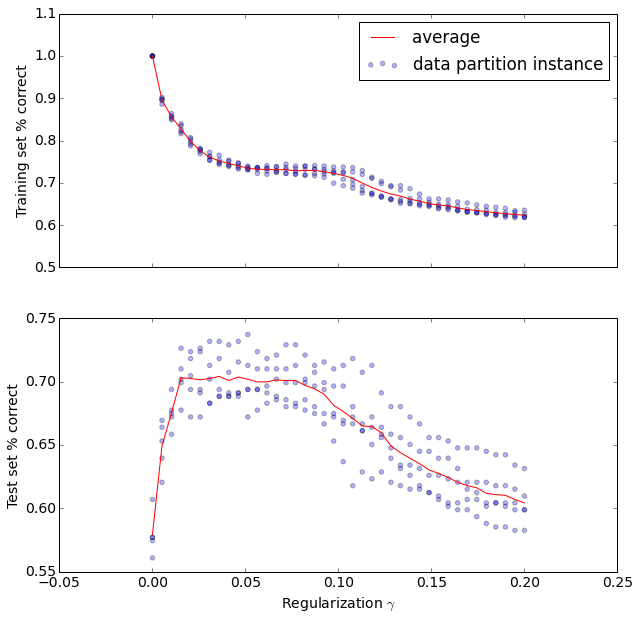 1.1
1.0
0.9
0.8
0.7
0.6
0.5
Training set % correct
average
data partition instance
0.75
0.70
0.65
0.60
0.55
Test set % correct
−0.05 0.00 0.05 0.10 0.15 0.20 0.25
Regularization γ